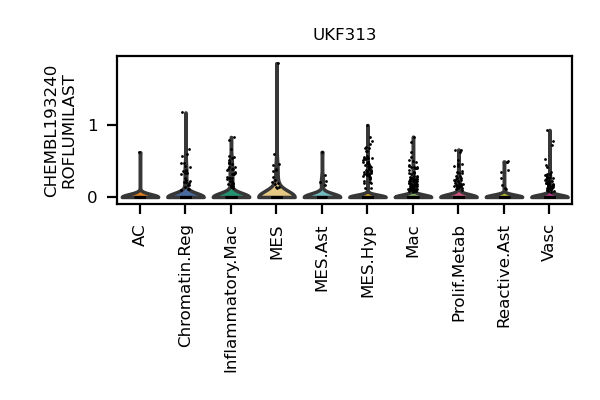 UKF313
CHEMBL193240
ROFLUMILAST
1
0
AC
Chromatin.Reg
Inflammatory.Mac
MES
MES.Ast
MES.Hyp
Mac
Prolif.Metab
Reactive.Ast
Vasc